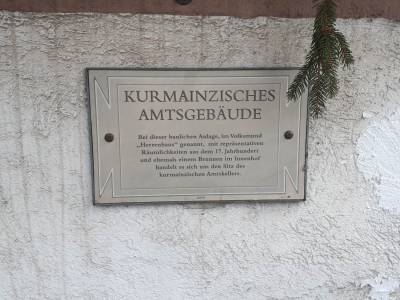 KURMAINZISCHES
AMTSGEBÄUDE
Bei dieser baulichen Anlage, im Volksmund
„Herrenhaus" genannt, mit repräsentativen
Räumlichkeiten aus dem 17. Jahrhundert
und ehemals einem Brunnen im Innenhof
handelt es sich um den Sitz des
kurmainzischen Amtskellers.